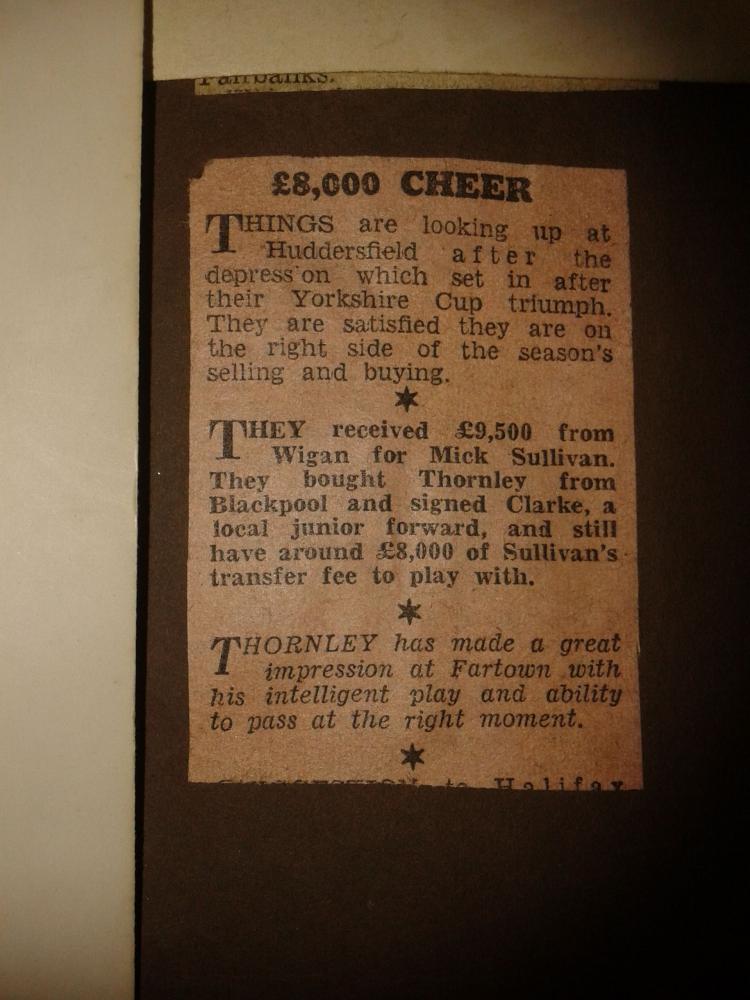 Fairbanks.
£8,000 CHEER
THINGS are looking up at
Huddersfield after the
depress on which set in after
their Yorkshire Cup triumph.
They are satisfied they are on
the right side of the season's
selling and buying.
THEY received £9,500 from
Wigan for Mick Sullivan.
They bought Thornley from
Blackpool and signed Clarke, a
local junior forward, and still
have around £8,000 of Sullivan's
transfer fee to play with.
THORNLEY has made a great
impression at Fartown with
his intelligent play and ability
to pass at the right moment.
SUGGESTION to Halifax